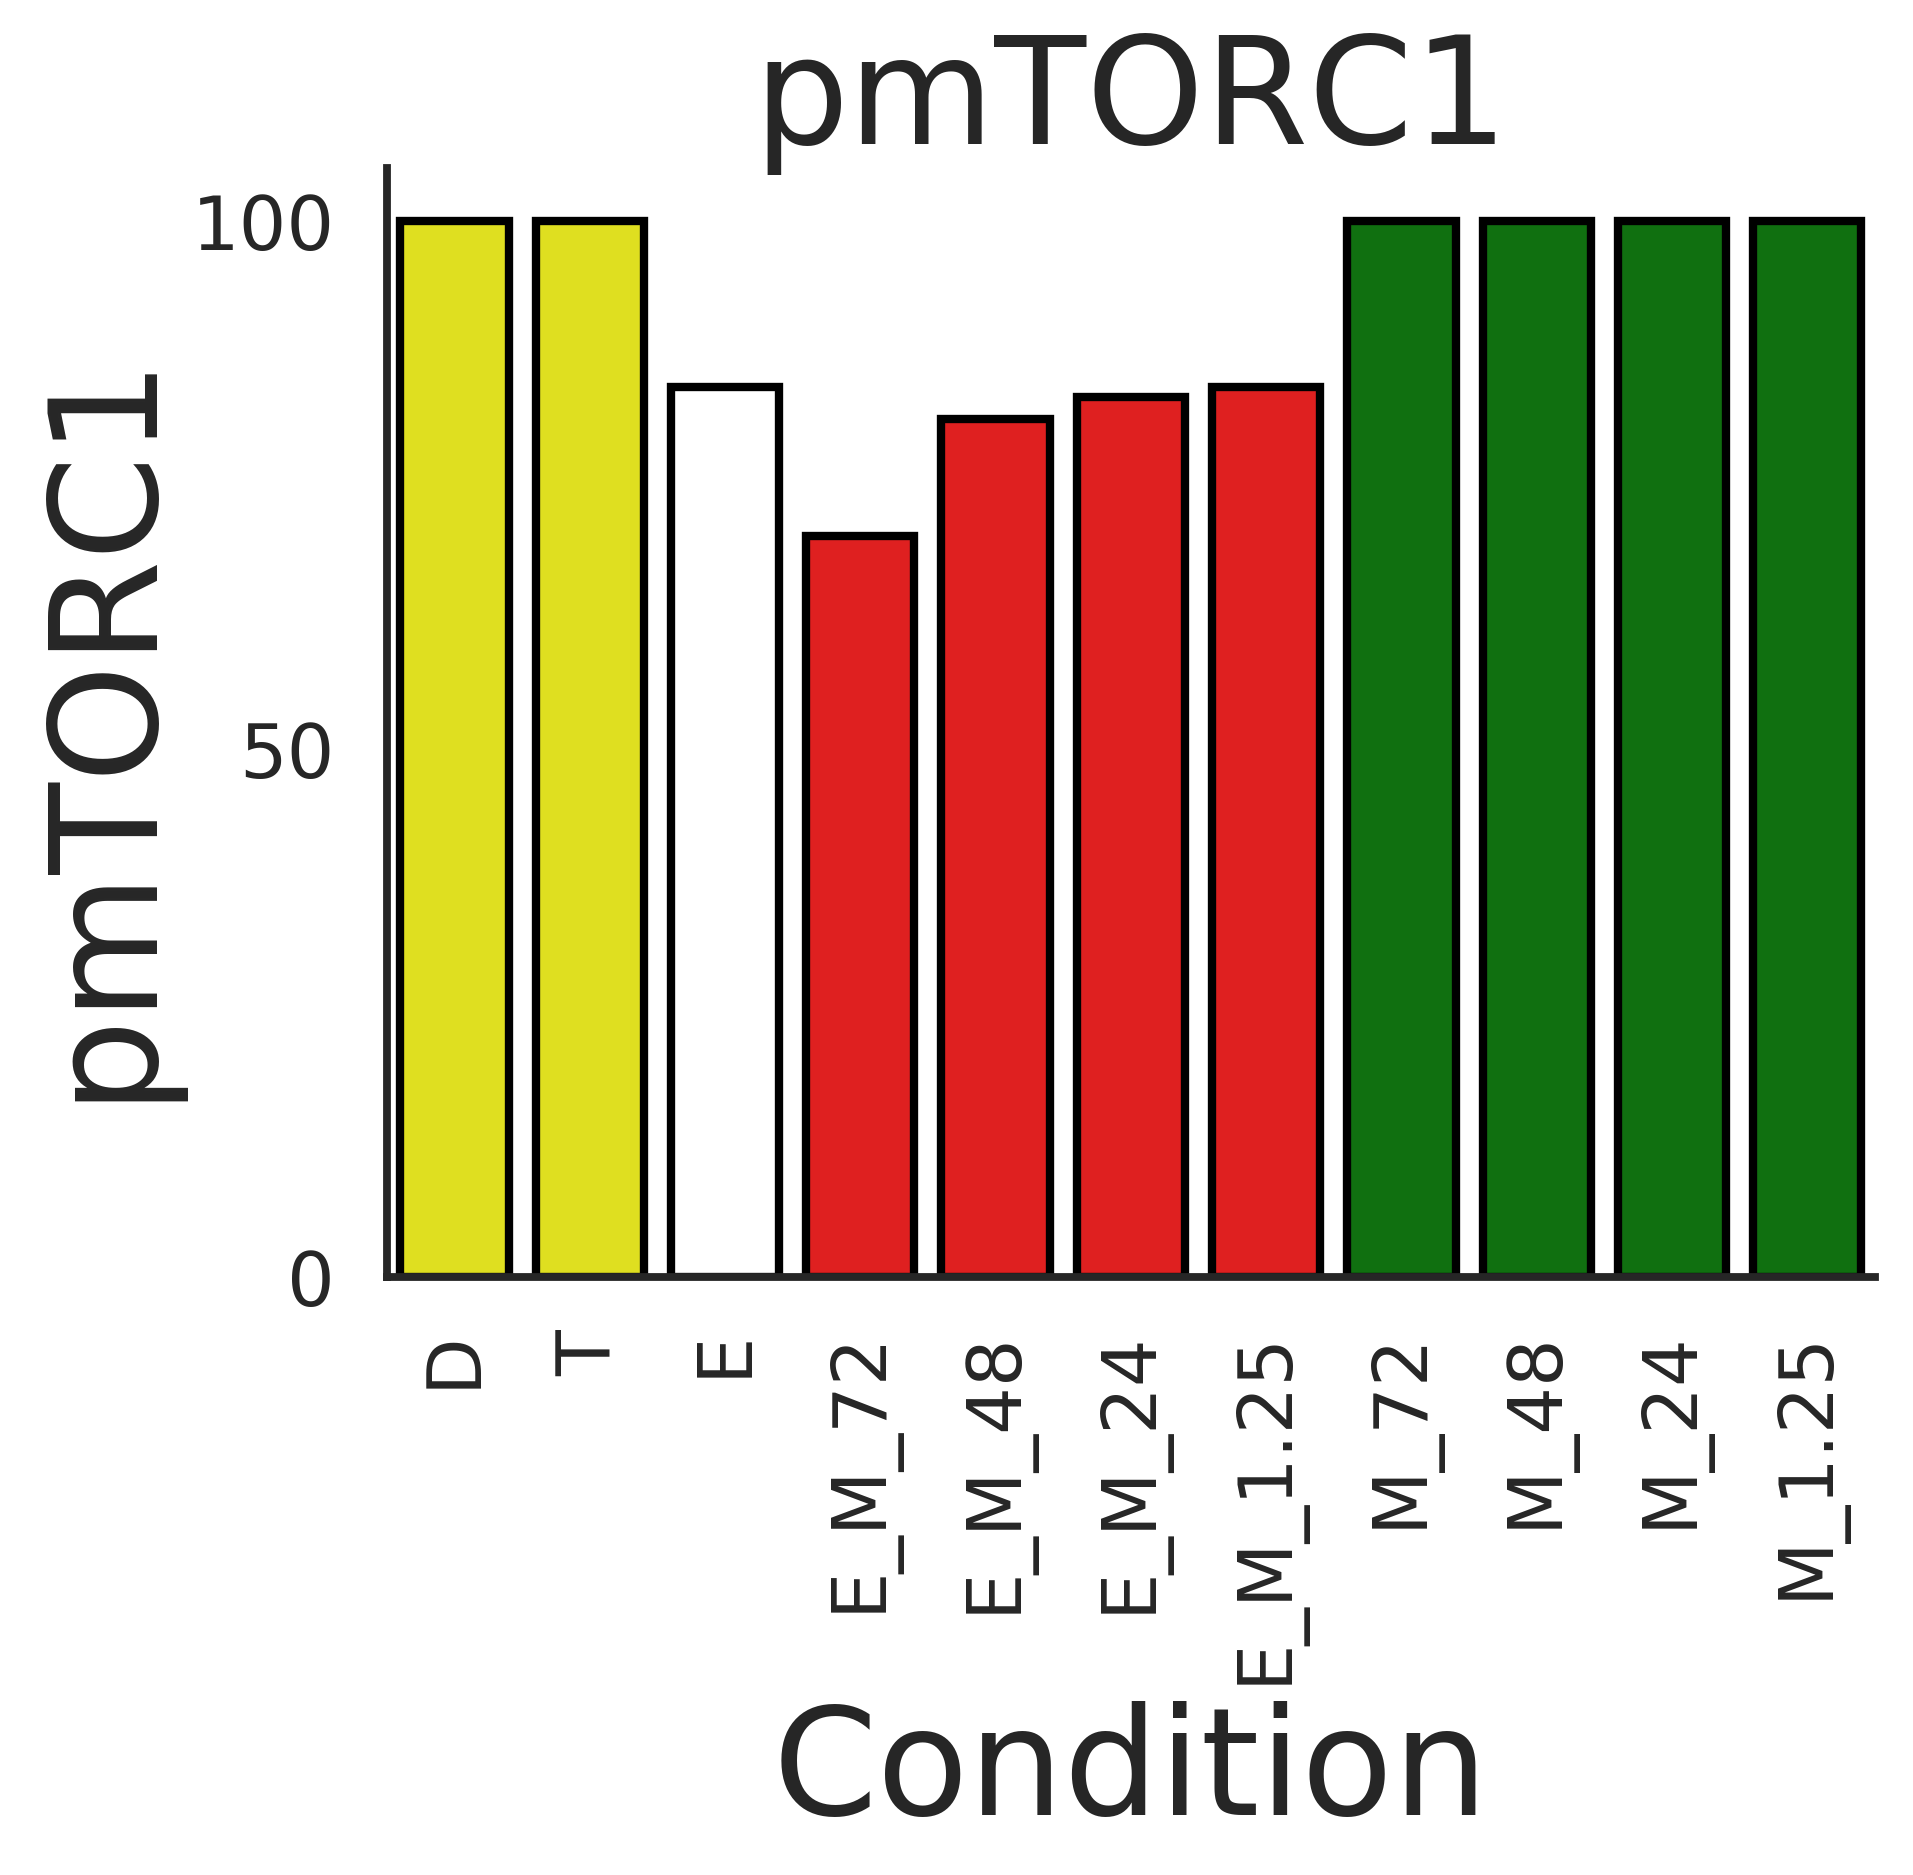 pmTORC1
pmTORC1
100
50
0
D
T
E
E_M_72
E_M_48
E_M_24
E_M_1.25
M_72
M_48
M_24
M_1.25
Condition